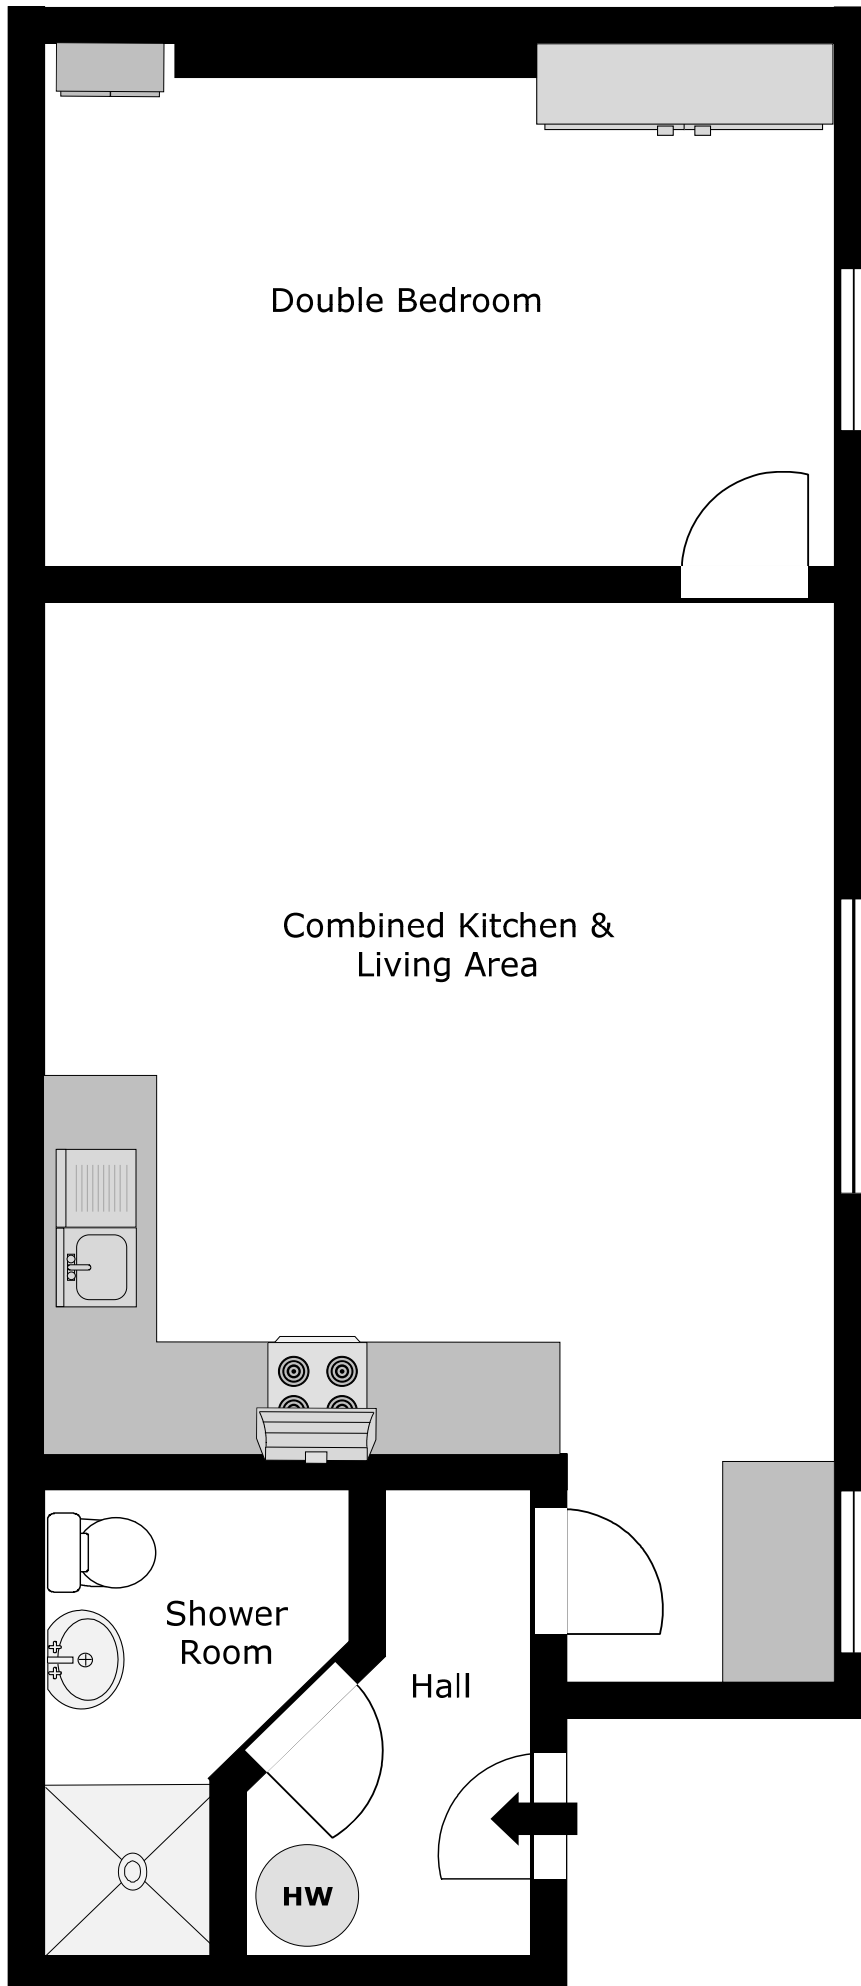 Double Bedroom
Combined Kitchen &
Living Area
Shower
Room
Hall
HW